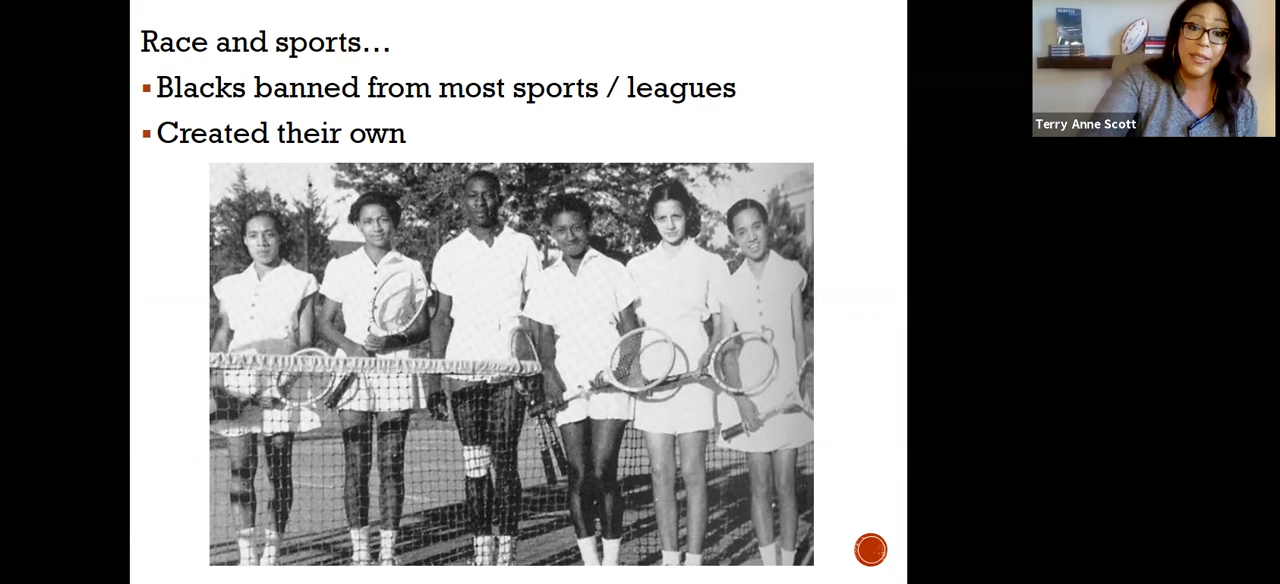 Race and sports...
Blacks banned from most sports / leagues
Created their own
Terry Anne Scott